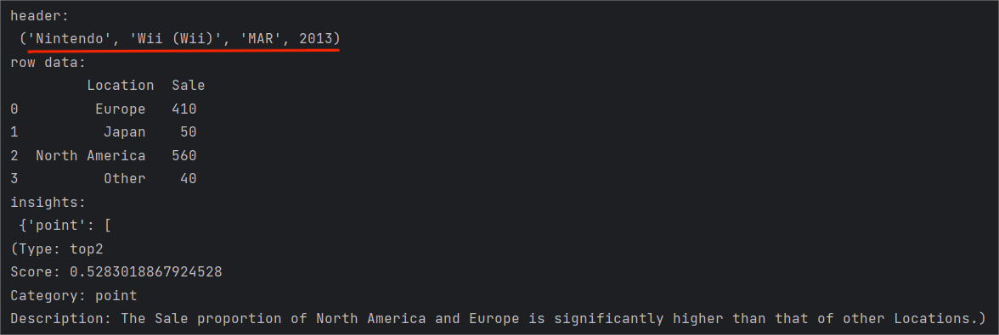 header:
 ('Nintendo', 'Wii (Wii)', 'MAR', 2013)
row data:
         Location  Sale
0          Europe   410
1           Japan    50
2  North America   560
3           Other    40
insights:
 {'point': [
(Type: top2
Score: 0.5283018867924528
Category: point
Description: The Sale proportion of North America and Europe is significantly higher than that of other Locations.)